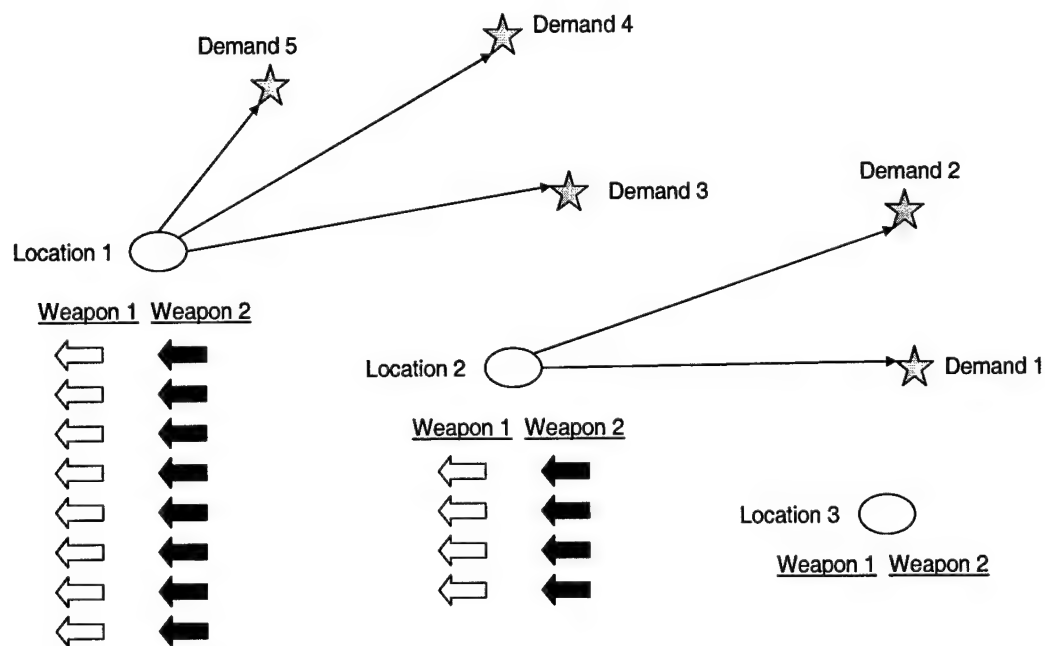 Demand 4
Demand 5
Demand 2
Demand 3
Location 1
Weapon 1 Weapon 2
Location 2
Demand 1
Weapon 1 Weapon 2
Location 3
Weapon 1 Weapon 2